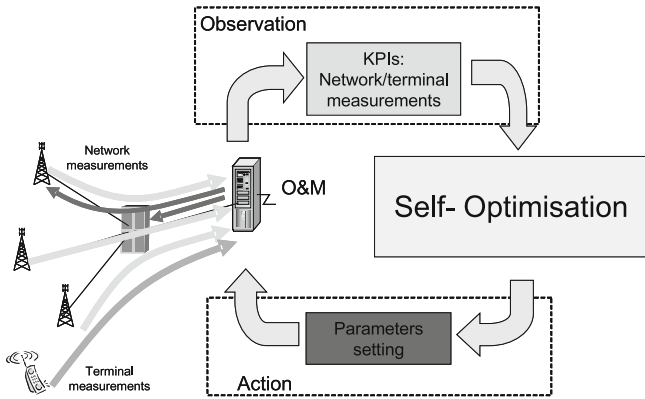 Observation
KPIs:
Network/terminal
measurements
Network
measurements
O&M
Self- Optimisation
Parameters
setting
Terminal
measurements
Action